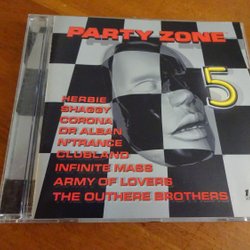 PARTY ZONE
5
HERBIE
SHAGGY
CORONA
DR ALBAN
N'TRANCE
CLUBLAND
INFINITE MASS
ARMY OF LOVERS
THE OUTHERE BROTHERS